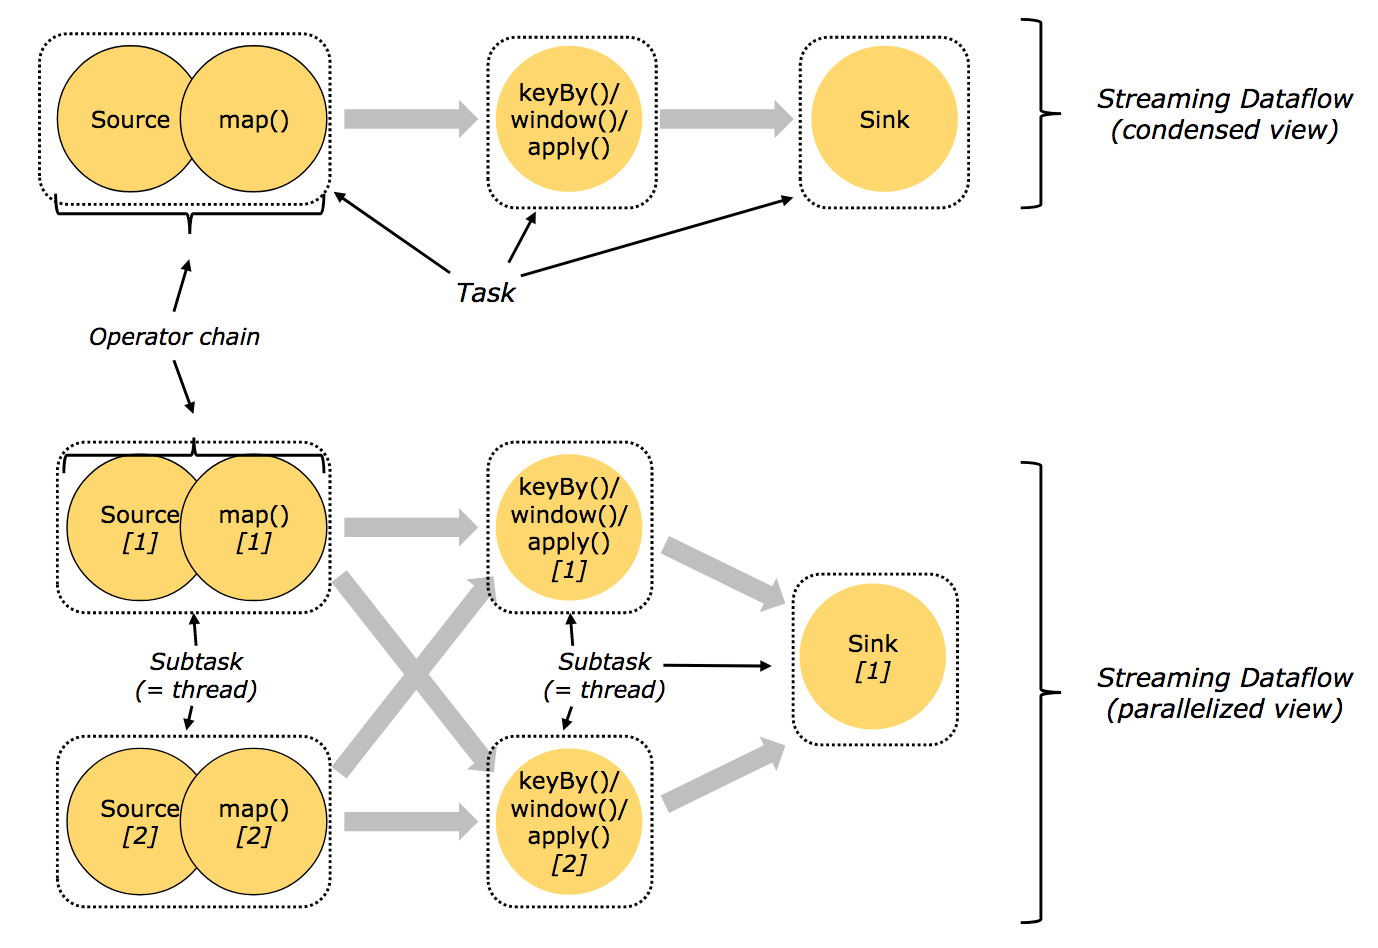 Source
map()
keyBy()/
window()/
apply()
Sink
Streaming Dataflow
(condensed view)
Task
Operator chain
Source
[1]
map()
[1]
keyBy()/
window()/
apply()
[1]
Subtask
(= thread)
Subtask
(= thread)
Sink
[1]
Streaming Dataflow
(parallelized view)
Source
[2]
map()
[2]
keyBy()/
window()/
apply()
[2]